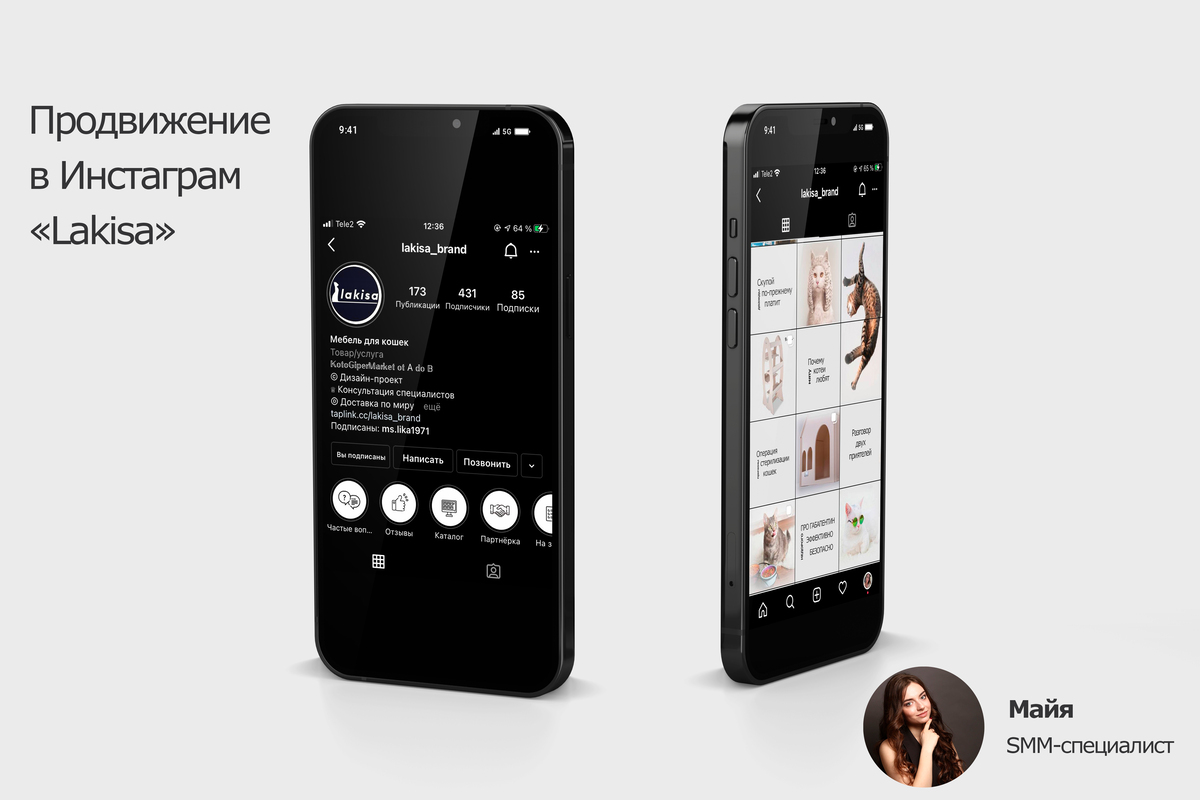 Продвижение
в Инстаграм
«Lakisa»
9:41
5G
Tele2
12:36
64 %
lakisa_brand
lakisa
173
431
85
Публикации
Подписчики
Подписки
Мебель для кошек
Товар/услуга
KotoGiperMarket ot A do B
Дизайн-проект
Консультация специалистов
Доставка по миру ещё
taplink.cc/lakisa_brand
Подписаны: ms.lika1971
Вы подписаны
Написать
Позвонить
Частые воп...
Отзывы
Каталог
Партнёрка
На з
9:41
5G
Tele2
12:36
65 %
lakisa_brand
Скупой
по-прежнему
платит
Почему
котеи
любят
Операция
стерилизации
кошек
Разговор
двух
приятелей
ПРО ГАБАПЕНТИН
ЭФФЕКТИВНО
БЕЗОПАСНО
Майя
SMM-специалист